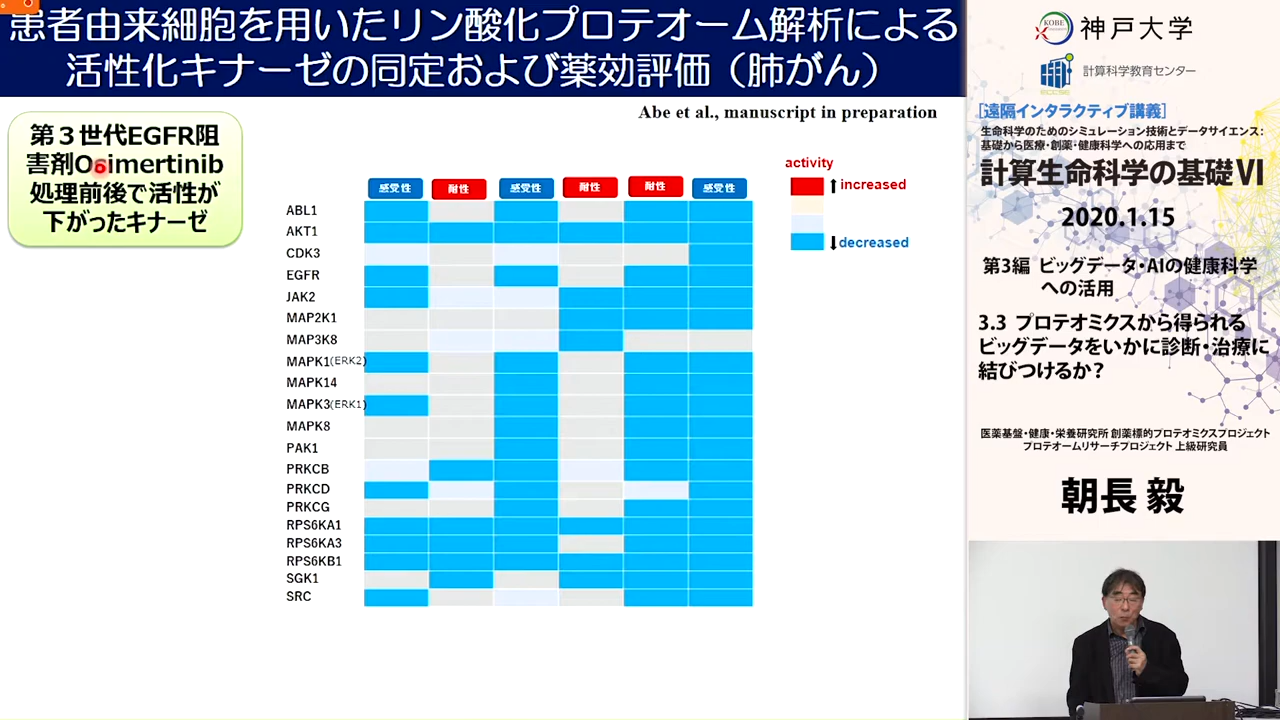 患者由来細胞を用いたリン酸化プロテオーム解析による
活性化キナーゼの同定および薬効評価（肺がん）
Abe et al., manuscript in preparation
第３世代EGFR阻
害剤Osimertinib
処理前後で活性が
下がったキナーゼ
感受性 耐性 感受性 耐性 耐性 感受性
ABL1
AKT1
CDK3
EGFR
JAK2
MAP2K1
MAP3K8
MAPK1(ERK2)
MAPK14
MAPK3(ERK1)
MAPK8
PAK1
PRKCB
PRKCD
PRKCG
RPS6KA1
RPS6KA3
RPS6KB1
SGK1
SRC
activity
increased
decreased
KOBE
神戸大学
計算科学教育センター
［遠隔インタラクティブ講義］
生命科学のためのシミュレーション技術とデータサイエンス：
基礎から医療・創薬・健康科学への応用まで
計算生命科学の基礎Ⅵ
2020.1.15
第3編 ビッグデータ・AIの健康科学
への活用
3.3 プロテオミクスから得られる
ビッグデータをいかに診断・治療に
結びつけるか？
医薬基盤・健康・栄養研究所 創薬標的プロテオミクスプロジェクト
プロテオームリサーチプロジェクト 上級研究員
朝長 毅